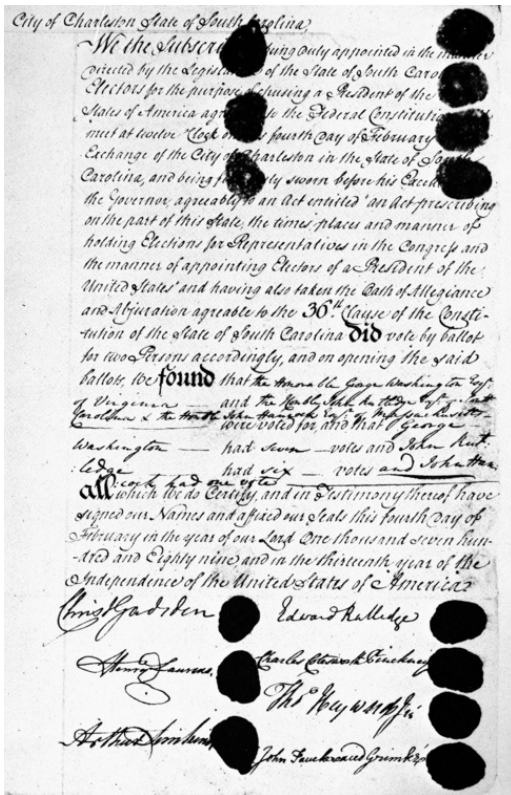 City of Charleston State of South Carolina,
We the Subscri being duly appointed in the manner
directed by the Legisla of the State of South Carol
Electors for the purpose of chusing a President of the
States of America agre to the Federal Constitution
met at twelve Clock on fourth Day of February
Exchange of the City of Charleston in the State of South
Carolina, and being f ly sworn before his Excel
the Governor, agreeably to an Act entitled "an Act prescribing
on the part of this State, the times, places and manner of
holding Elections for Representatives in the Congress and
the manner of appointing Electors of a President of the
United States" and having also taken the Oath of Allegiance
and Abjuration agreable to the 36th. Clause of the Consti-
tution of the State of South Carolina did vote by ballot
for two Persons accordingly, and on opening the said
ballots, we found that the Honorable George Washington Esqr.
of Virginia — and the Honble John Rutledge Esqr. of South
Carolina & the Honble John Hancock Esqr. of Massachusetts
were voted for, and that George —
Washington — had seven — votes and John Rut
:ledge had six — votes and John Han
:cock had one vote
All which we do Certify, and in Testimony thereof have
signed our Names and affixed our Seals this fourth Day of
February in the year of our Lord One thousand seven hun-
dred and Eighty nine, and in the thirteenth year of the
Independence of the United States of America
Christ Gadsden
Edward Rutledge
Henry Laurens.
Charles Cotesworth Pinckney
Thos. Heyward Jr.
Arthur Simkins
John Faucheraud Grimké